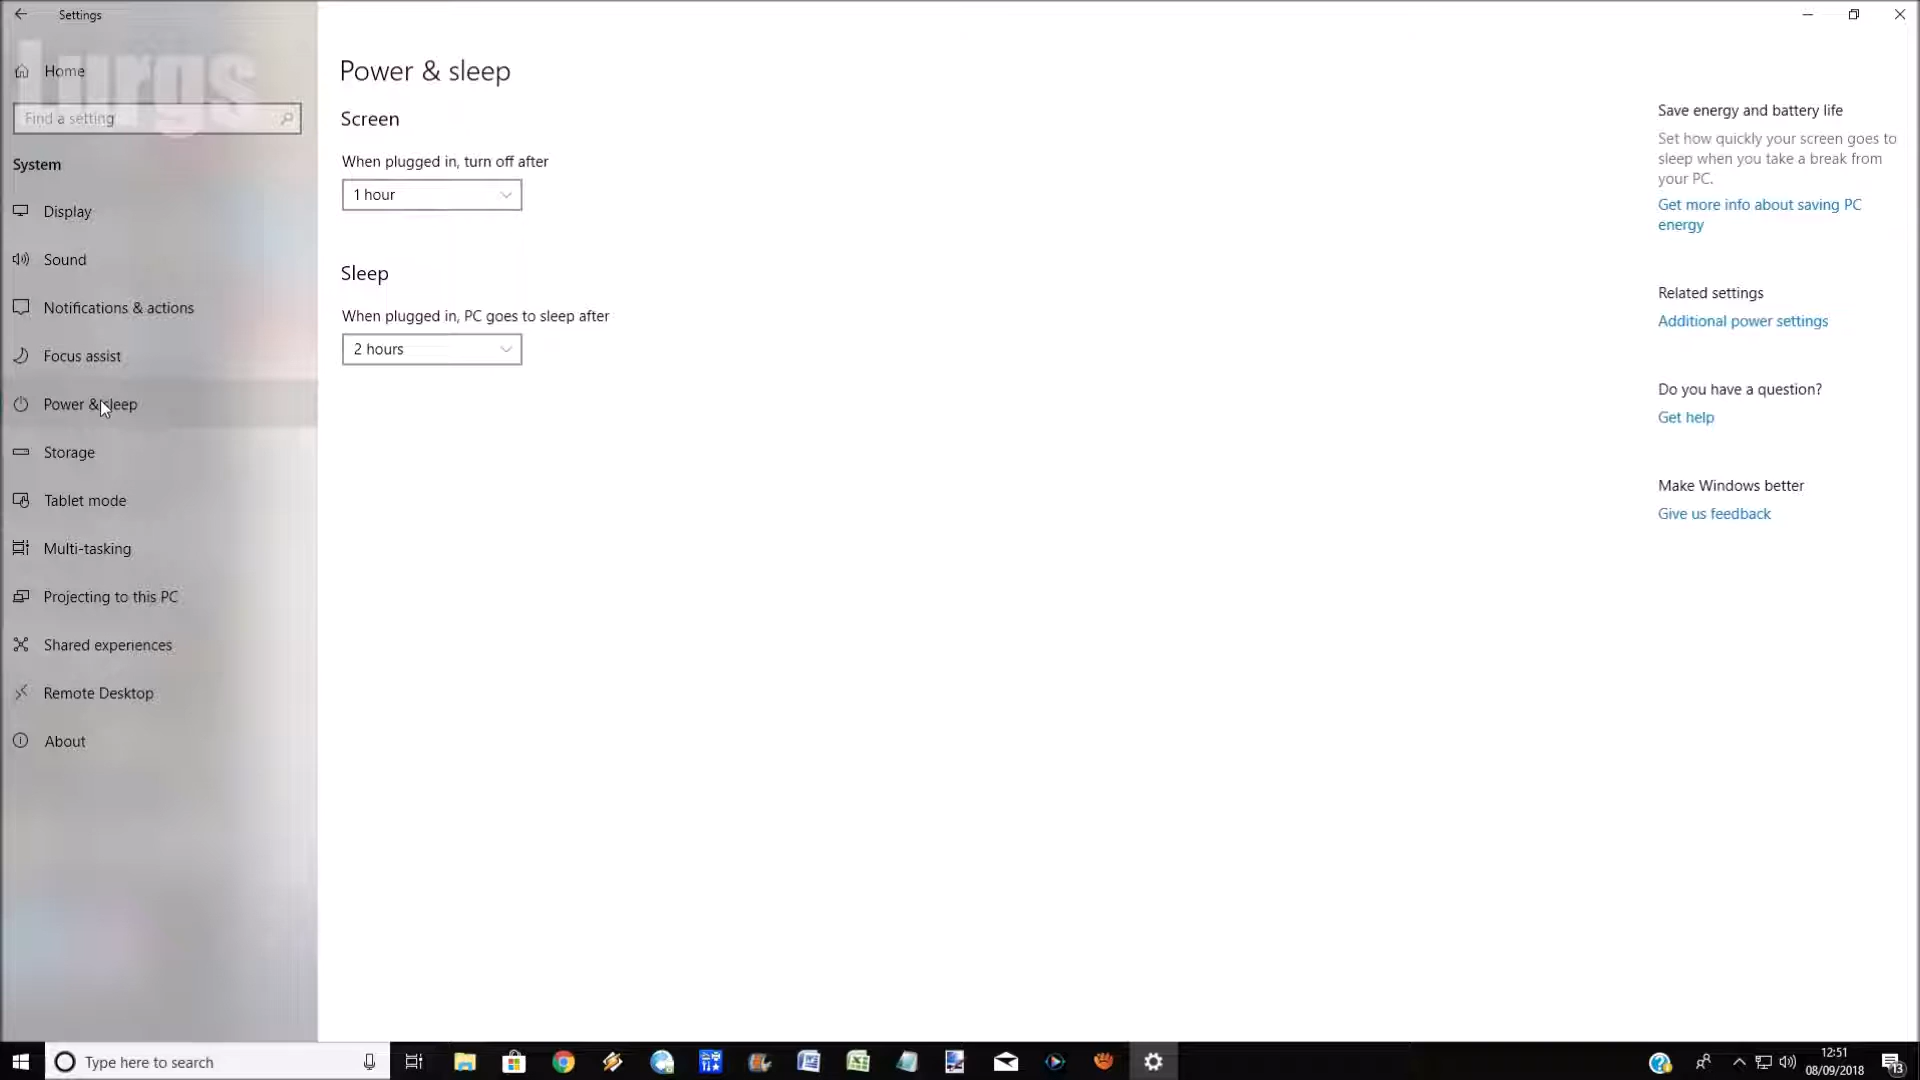 Settings
Lurgs
Home
Find a setting
System
Display
Sound
Notifications & actions
Focus assist
Power & sleep
Storage
Tablet mode
Multi-tasking
Projecting to this PC
Shared experiences
Remote Desktop
About
Power & sleep
Screen
When plugged in, turn off after
1 hour
Sleep
When plugged in, PC goes to sleep after
2 hours
Save energy and battery life
Set how quickly your screen goes to
sleep when you take a break from
your PC.
Get more info about saving PC
energy
Related settings
Additional power settings
Do you have a question?
Get help
Make Windows better
Give us feedback
Type here to search
12:51
08/09/2018
13